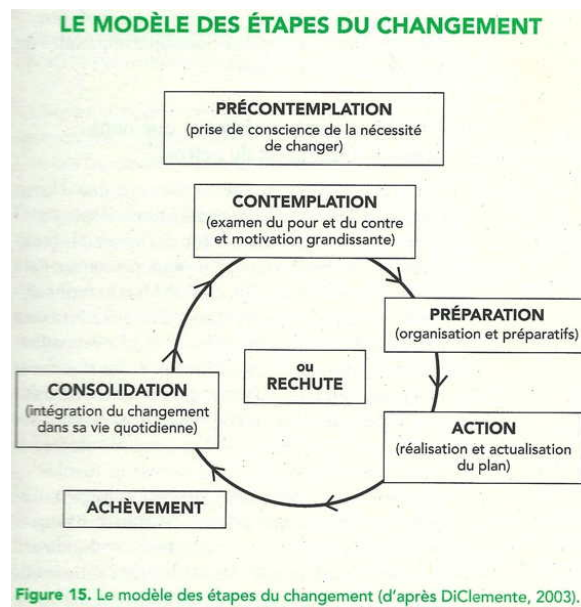 LE MODÈLE DES ÉTAPES DU CHANGEMENT
PRÉCONTEMPLATION
(prise de conscience de la nécessité
de changer)
CONTEMPLATION
(examen du pour et du contre
et motivation grandissante)
PRÉPARATION
(organisation et préparatifs)
ou
RECHUTE
CONSOLIDATION
(intégration du changement
dans sa vie quotidienne)
ACTION
(réalisation et actualisation
du plan)
ACHÈVEMENT
Figure 15. Le modèle des étapes du changement (d'après DiClemente, 2003).